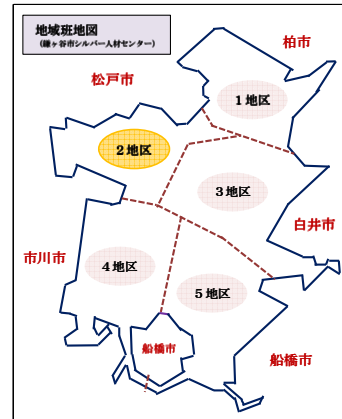 地域班地図
(鎌ヶ谷市シルバー人材センター)
柏市
松戸市
1地区
2地区
3地区
白井市
市川市
4地区
5地区
船橋市
船橋市